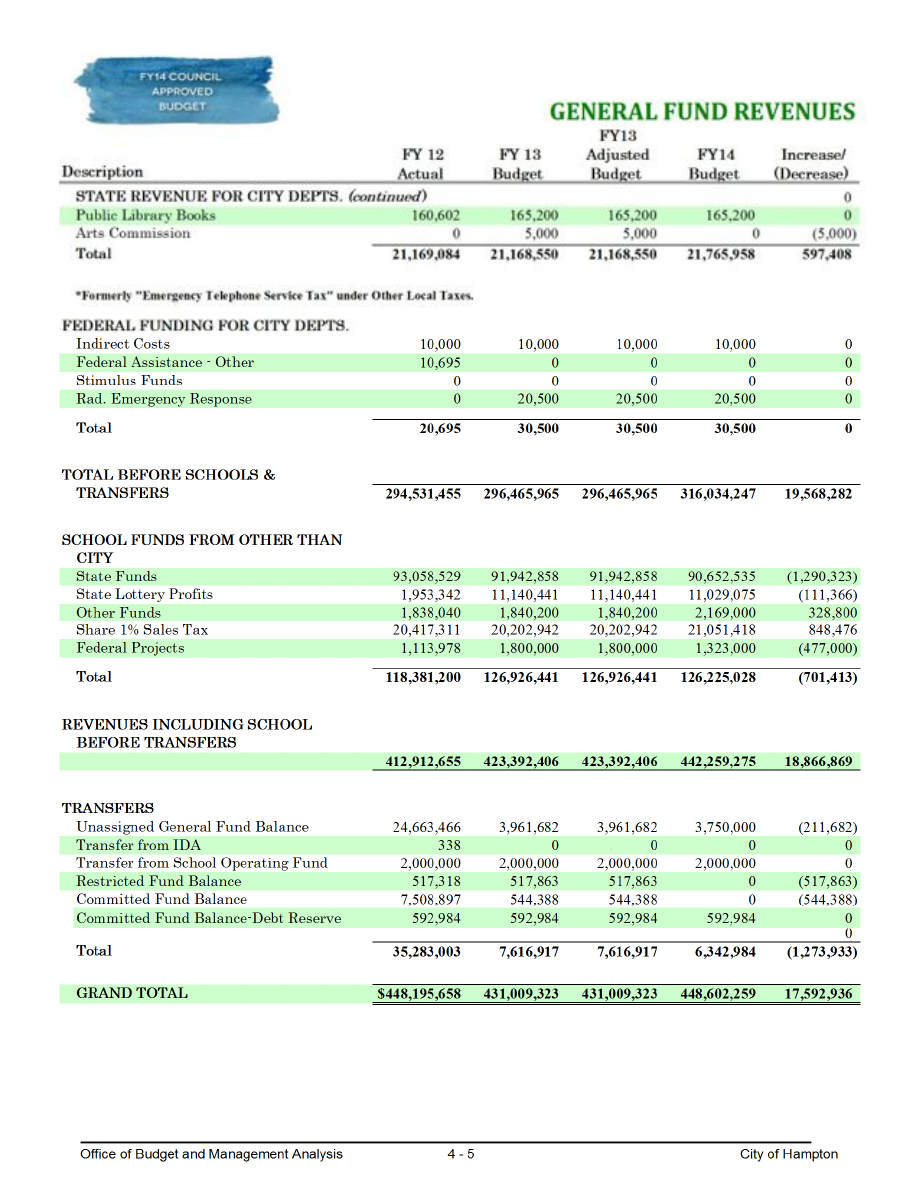 FY14 COUNCIL
APPROVED
BUDGET
GENERAL FUND REVENUES
FY13
FY 12 FY 13 Adjusted FY14 Increase/
Description Actual Budget Budget Budget (Decrease)
STATE REVENUE FOR CITY DEPTS. (continued) 0
Public Library Books 160,602 165,200 165,200 165,200 0
Arts Commission 0 5,000 5,000 0 (5,000)
Total 21,169,084 21,168,550 21,168,550 21,765,958 597,408
*Formerly "Emergency Telephone Service Tax" under Other Local Taxes.
FEDERAL FUNDING FOR CITY DEPTS.
Indirect Costs 10,000 10,000 10,000 10,000 0
Federal Assistance - Other 10,695 0 0 0 0
Stimulus Funds 0 0 0 0 0
Rad. Emergency Response 0 20,500 20,500 20,500 0
Total 20,695 30,500 30,500 30,500 0
TOTAL BEFORE SCHOOLS &
TRANSFERS 294,531,455 296,465,965 296,465,965 316,034,247 19,568,282
SCHOOL FUNDS FROM OTHER THAN
CITY
State Funds 93,058,529 91,942,858 91,942,858 90,652,535 (1,290,323)
State Lottery Profits 1,953,342 11,140,441 11,140,441 11,029,075 (111,366)
Other Funds 1,838,040 1,840,200 1,840,200 2,169,000 328,800
Share 1% Sales Tax 20,417,311 20,202,942 20,202,942 21,051,418 848,476
Federal Projects 1,113,978 1,800,000 1,800,000 1,323,000 (477,000)
Total 118,381,200 126,926,441 126,926,441 126,225,028 (701,413)
REVENUES INCLUDING SCHOOL
BEFORE TRANSFERS
412,912,655 423,392,406 423,392,406 442,259,275 18,866,869
TRANSFERS
Unassigned General Fund Balance 24,663,466 3,961,682 3,961,682 3,750,000 (211,682)
Transfer from IDA 338 0 0 0 0
Transfer from School Operating Fund 2,000,000 2,000,000 2,000,000 2,000,000 0
Restricted Fund Balance 517,318 517,863 517,863 0 (517,863)
Committed Fund Balance 7,508,897 544,388 544,388 0 (544,388)
Committed Fund Balance-Debt Reserve 592,984 592,984 592,984 592,984 0
0
Total 35,283,003 7,616,917 7,616,917 6,342,984 (1,273,933)
GRAND TOTAL $448,195,658 431,009,323 431,009,323 448,602,259 17,592,936
Office of Budget and Management Analysis 4 - 5 City of Hampton